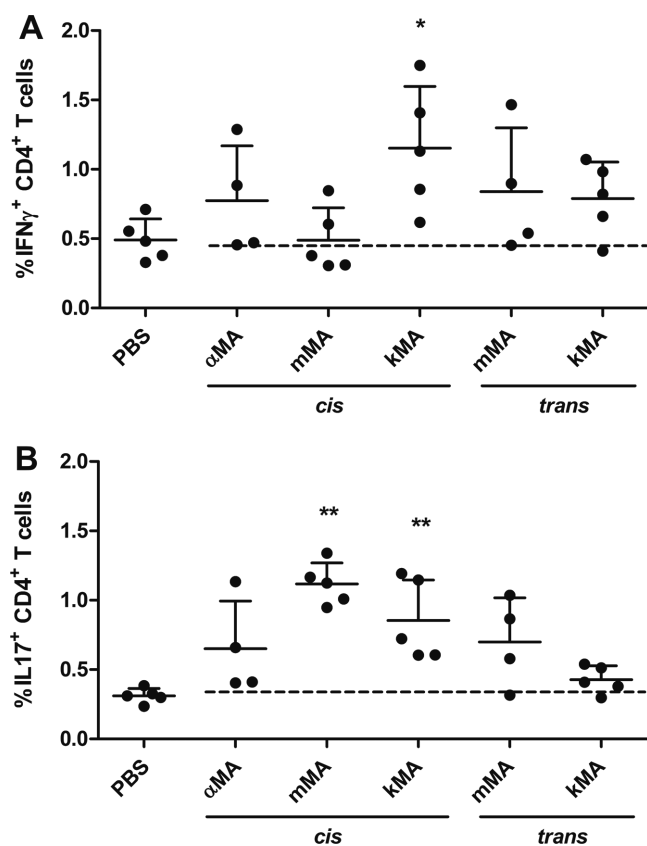 A
%IFNγ⁺ CD4⁺ T cells
2.0
1.5
1.0
0.5
0.0
*
PBS
αMA
mMA
kMA
mMA
kMA
cis
trans
B
%IL17⁺ CD4⁺ T cells
2.0
1.5
1.0
0.5
0.0
**
**
PBS
αMA
mMA
kMA
mMA
kMA
cis
trans